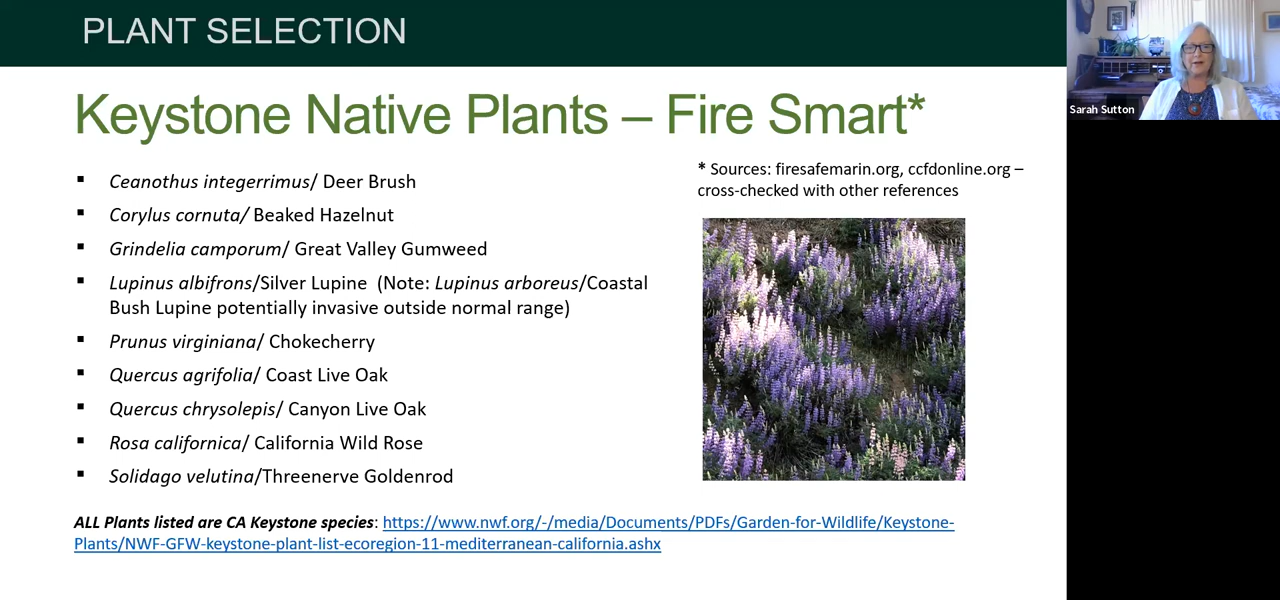 PLANT SELECTION
Keystone Native Plants – Fire Smart*
▪ Ceanothus integerrimus/ Deer Brush
▪ Corylus cornuta/ Beaked Hazelnut
▪ Grindelia camporum/ Great Valley Gumweed
▪ Lupinus albifrons/Silver Lupine (Note: Lupinus arboreus/Coastal
Bush Lupine potentially invasive outside normal range)
▪ Prunus virginiana/ Chokecherry
▪ Quercus agrifolia/ Coast Live Oak
▪ Quercus chrysolepis/ Canyon Live Oak
▪ Rosa californica/ California Wild Rose
▪ Solidago velutina/Threenerve Goldenrod
* Sources: firesafemarin.org, ccfdonline.org –
cross-checked with other references
ALL Plants listed are CA Keystone species: https://www.nwf.org/-/media/Documents/PDFs/Garden-for-Wildlife/Keystone-
Plants/NWF-GFW-keystone-plant-list-ecoregion-11-mediterranean-california.ashx
Sarah Sutton